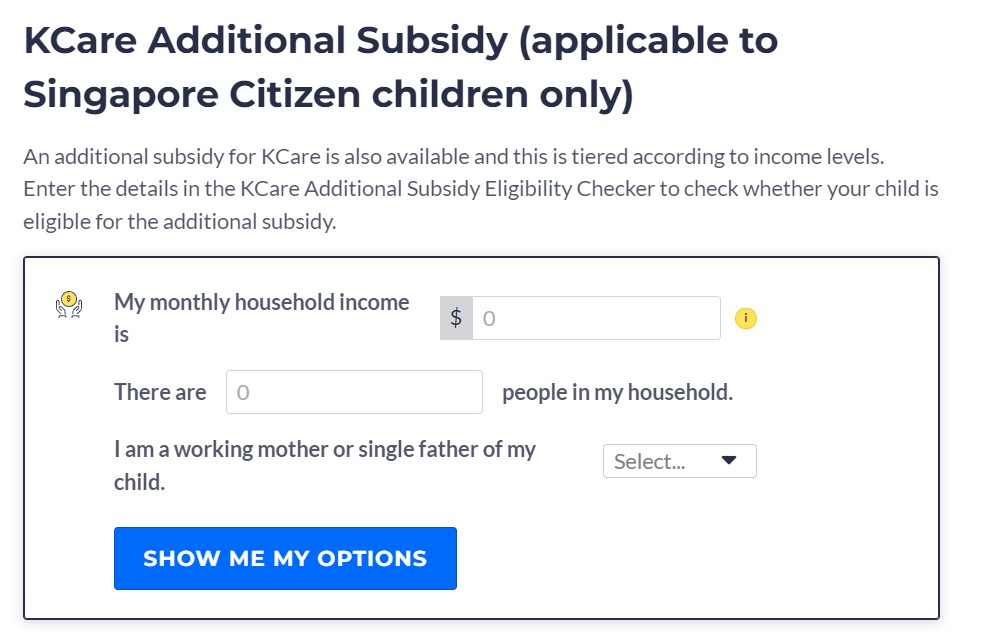 KCare Additional Subsidy (applicable to
Singapore Citizen children only)
An additional subsidy for KCare is also available and this is tiered according to income levels.
Enter the details in the KCare Additional Subsidy Eligibility Checker to check whether your child is
eligible for the additional subsidy.
$
My monthly household income
is
$ 0
i
There are 0 people in my household.
I am a working mother or single father of my
child.
Select...
SHOW ME MY OPTIONS